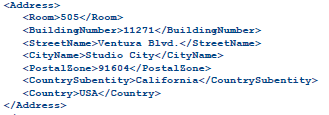 <Address>
<Room>505</Room>
<BuildingNumber>11271</BuildingNumber>
<StreetName>Ventura Blvd.</StreetName>
<CityName>Studio City</CityName>
<PostalZone>91604</PostalZone>
<CountrySubentity>California</CountrySubentity>
<Country>USA</Country>
</Address>